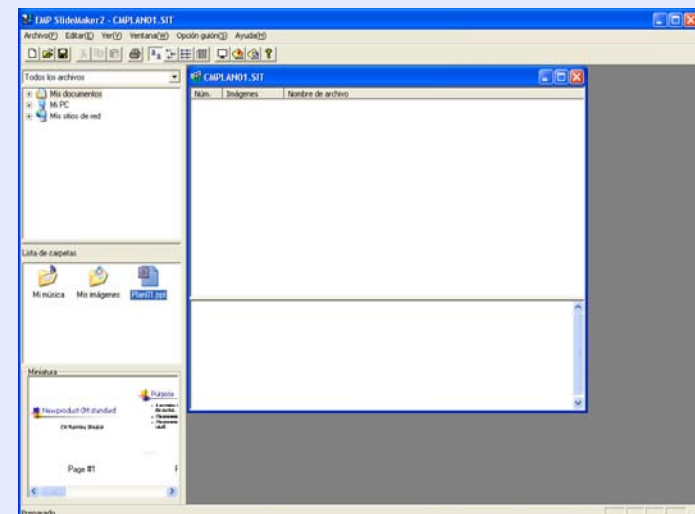 EMP SlideMaker2 - CMPLAN01.SIT
Archivo(F) Editar(E) Ver(V) Ventana(W) Opción guión(S) Ayuda(H)
Todos los archivos
Mis documentos
Mi PC
Mis sitios de red
CMPLAN01.SIT
Núm. Imágenes Nombre de archivo
Lista de carpetas
Mi música Mis imágenes Plan01.ppt
Miniatura
Purpose
New product CM standard
Page #1
Preparado